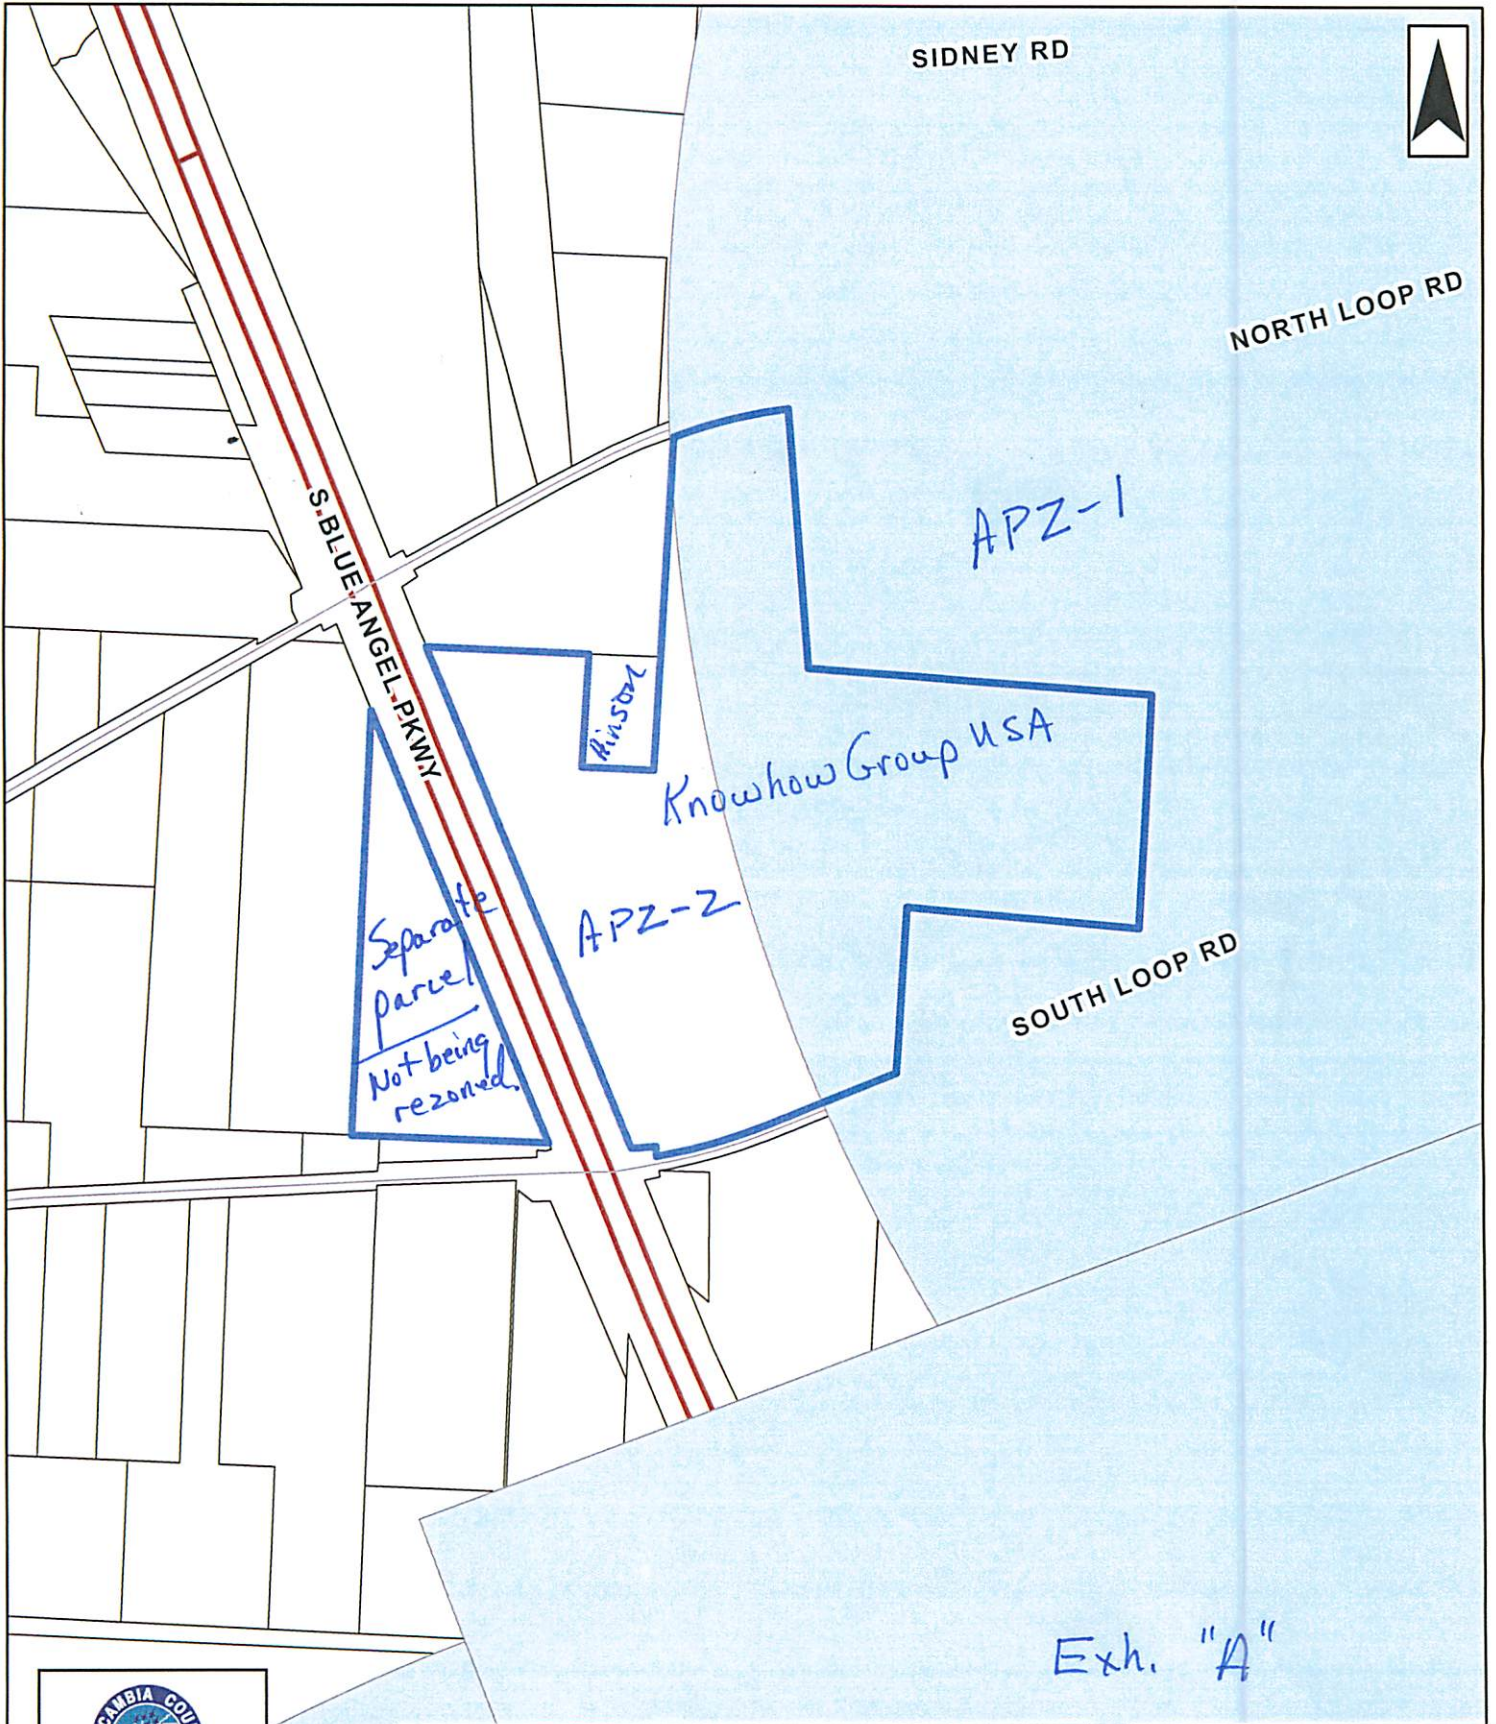 SIDNEY RD
NORTH LOOP RD
APZ-1
S. BLUE ANGEL PKWY
Knowhow Group USA
APZ-2
Separate
parcel
Not being
rezoned.
SOUTH LOOP RD
Exh. "A"